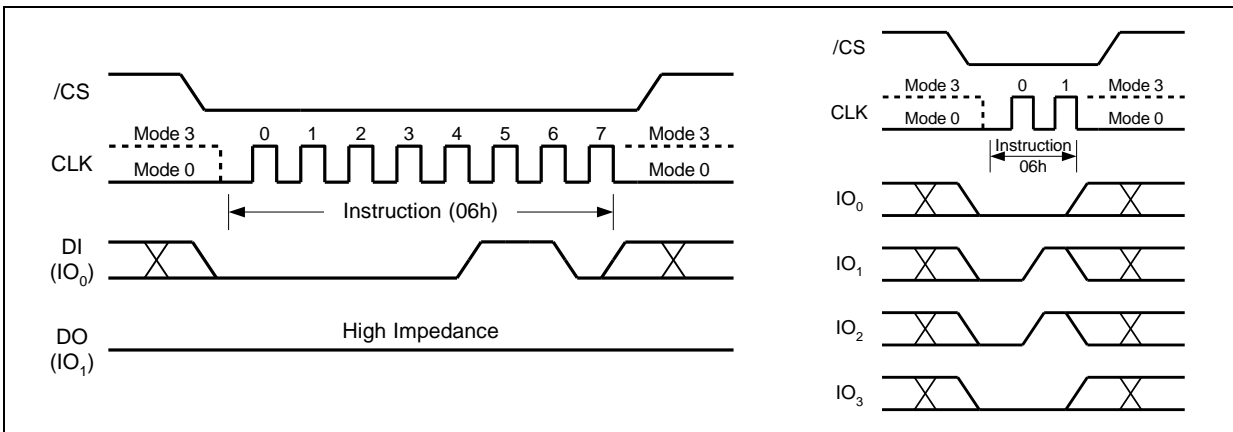 /CS
Mode 3 0 1 2 3 4 5 6 7 Mode 3
CLK Mode 0 Mode 0
Instruction (06h)
DI
(IO₀)
High Impedance
DO
(IO₁)
/CS
Mode 3 0 1 Mode 3
CLK Mode 0 Mode 0
Instruction
06h
IO₀
IO₁
IO₂
IO₃